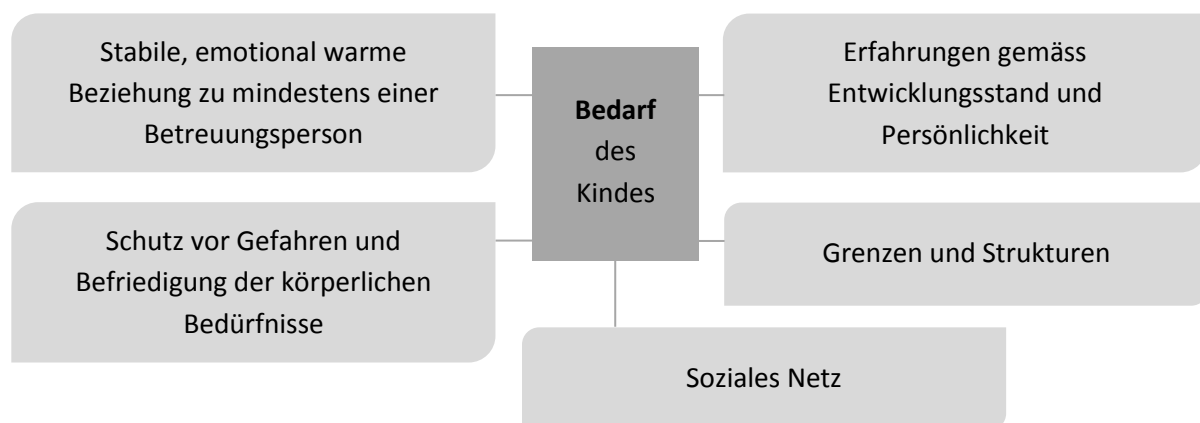 Stabile, emotional warme
Beziehung zu mindestens einer
Betreuungsperson
Bedarf
des
Kindes
Erfahrungen gemäss
Entwicklungsstand und
Persönlichkeit
Schutz vor Gefahren und
Befriedigung der körperlichen
Bedürfnisse
Grenzen und Strukturen
Soziales Netz